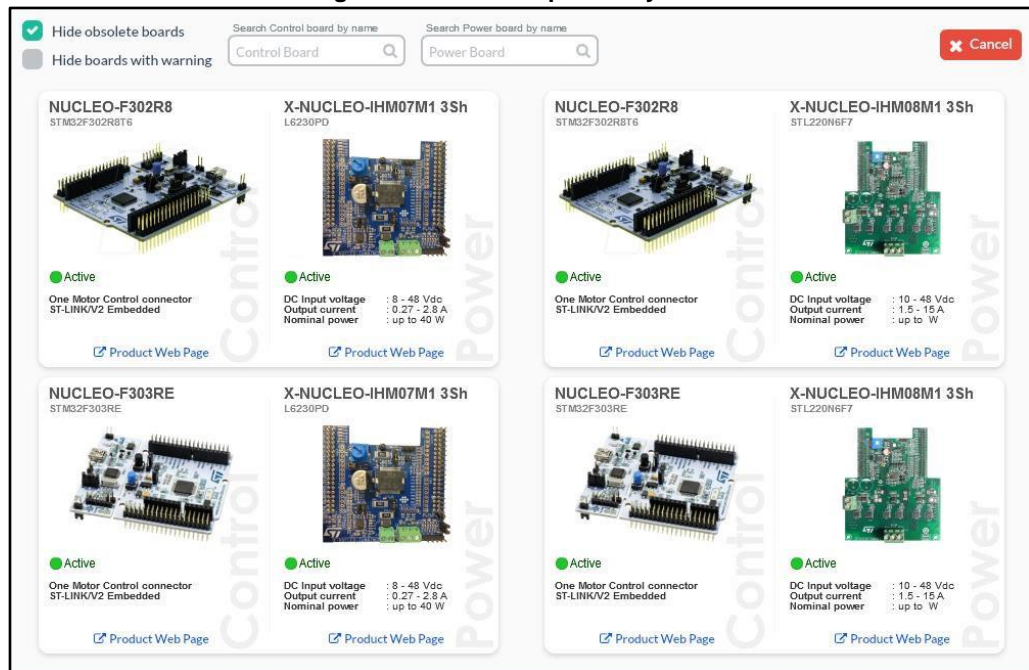 Hide obsolete boards
Hide boards with warning
Search Control board by name
Control Board
Search Power board by name
Power Board
Cancel
NUCLEO-F302R8
STM32F302R8T6
Control
Active
One Motor Control connector
ST-LINK/V2 Embedded
Product Web Page
X-NUCLEO-IHM07M1 3Sh
L6230PD
Power
Active
DC Input voltage : 8 - 48 Vdc
Output current : 0.27 - 2.8 A
Nominal power : up to 40 W
Product Web Page
NUCLEO-F302R8
STM32F302R8T6
Control
Active
One Motor Control connector
ST-LINK/V2 Embedded
Product Web Page
X-NUCLEO-IHM08M1 3Sh
STL220N6F7
Power
Active
DC Input voltage : 10 - 48 Vdc
Output current : 1.5 - 15 A
Nominal power : up to W
Product Web Page
NUCLEO-F303RE
STM32F303RE
Control
Active
One Motor Control connector
ST-LINK/V2 Embedded
Product Web Page
X-NUCLEO-IHM07M1 3Sh
L6230PD
Power
Active
DC Input voltage : 8 - 48 Vdc
Output current : 0.27 - 2.8 A
Nominal power : up to 40 W
Product Web Page
NUCLEO-F303RE
STM32F303RE
Control
Active
One Motor Control connector
ST-LINK/V2 Embedded
Product Web Page
X-NUCLEO-IHM08M1 3Sh
STL220N6F7
Power
Active
DC Input voltage : 10 - 48 Vdc
Output current : 1.5 - 15 A
Nominal power : up to W
Product Web Page